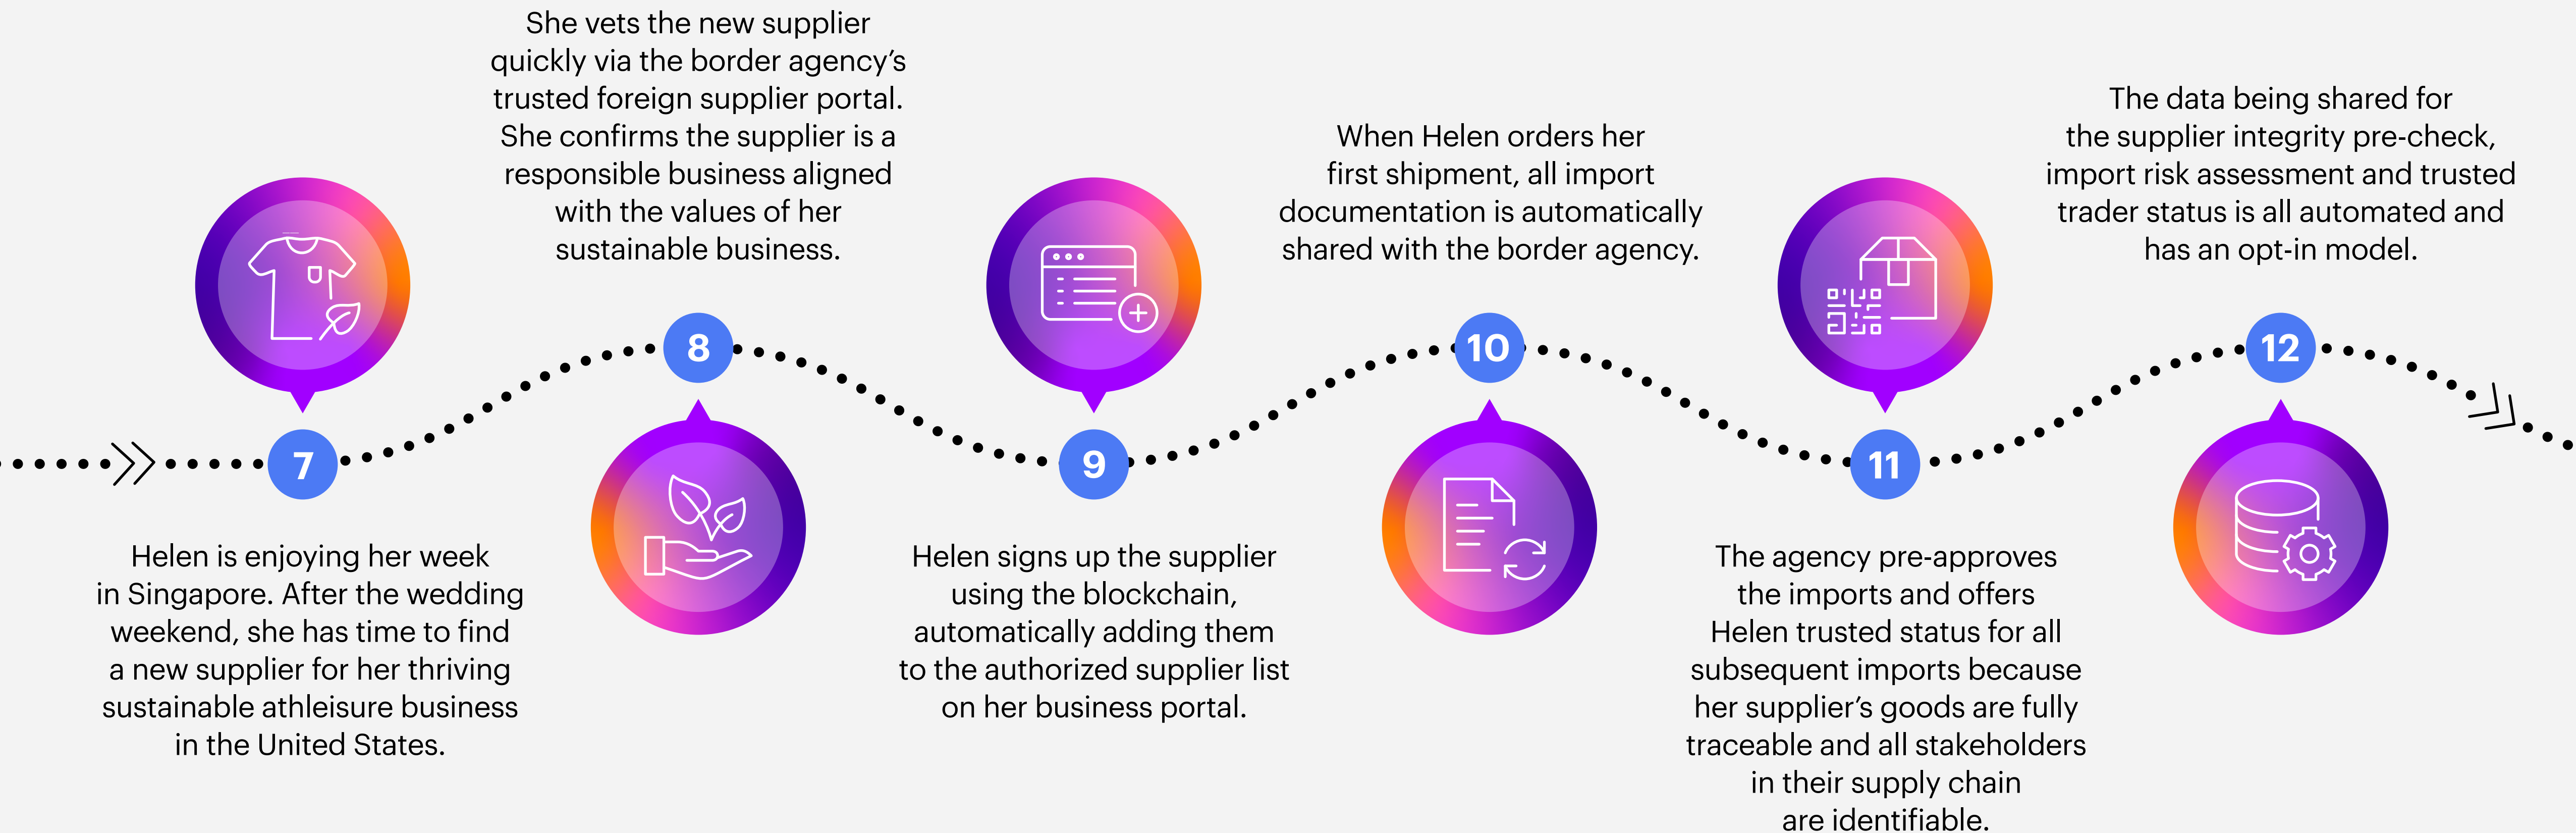 7
Helen is enjoying her week
in Singapore. After the wedding
weekend, she has time to find
a new supplier for her thriving
sustainable athleisure business
in the United States.
She vets the new supplier
quickly via the border agency’s
trusted foreign supplier portal.
She confirms the supplier is a
responsible business aligned
with the values of her
sustainable business.
8
9
Helen signs up the supplier
using the blockchain,
automatically adding them
to the authorized supplier list
on her business portal.
When Helen orders her
first shipment, all import
documentation is automatically
shared with the border agency.
10
11
The agency pre-approves
the imports and offers
Helen trusted status for all
subsequent imports because
her supplier’s goods are fully
traceable and all stakeholders
in their supply chain
are identifiable.
The data being shared for
the supplier integrity pre-check,
import risk assessment and trusted
trader status is all automated and
has an opt-in model.
12